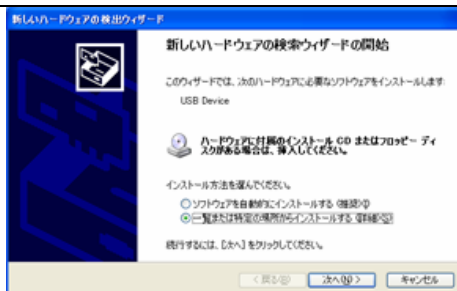 新しいハードウェアの検出ウィザード
新しいハードウェアの検索ウィザードの開始
このウィザードでは、次のハードウェアに必要なソフトウェアをインストールします:
USB Device
ハードウェアに付属のインストール CD またはフロッピー ディ
スクがある場合は、挿入してください。
インストール方法を選んでください。
ソフトウェアを自動的にインストールする (推奨)(I)
一覧または特定の場所からインストールする (詳細)(S)
続行するには、[次へ] をクリックしてください。
< 戻る(B) 次へ(N) > キャンセル